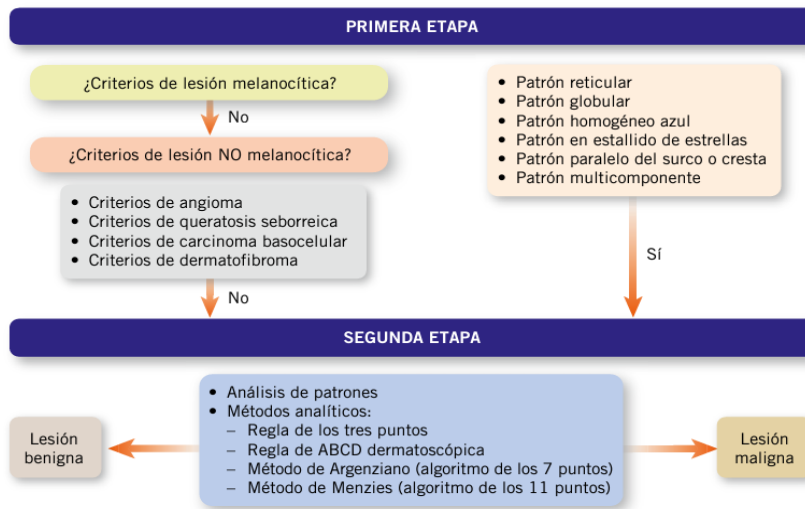 PRIMERA ETAPA
¿Criterios de lesión melanocítica?
No
¿Criterios de lesión NO melanocítica?
• Criterios de angioma
• Criterios de queratosis seborreica
• Criterios de carcinoma basocelular
• Criterios de dermatofibroma
No
• Patrón reticular
• Patrón globular
• Patrón homogéneo azul
• Patrón en estallido de estrellas
• Patrón paralelo del surco o cresta
• Patrón multicomponente
Sí
SEGUNDA ETAPA
Lesión
benigna
• Análisis de patrones
• Métodos analíticos:
– Regla de los tres puntos
– Regla de ABCD dermatoscópica
– Método de Argenziano (algoritmo de los 7 puntos)
– Método de Menzies (algoritmo de los 11 puntos)
Lesión
maligna